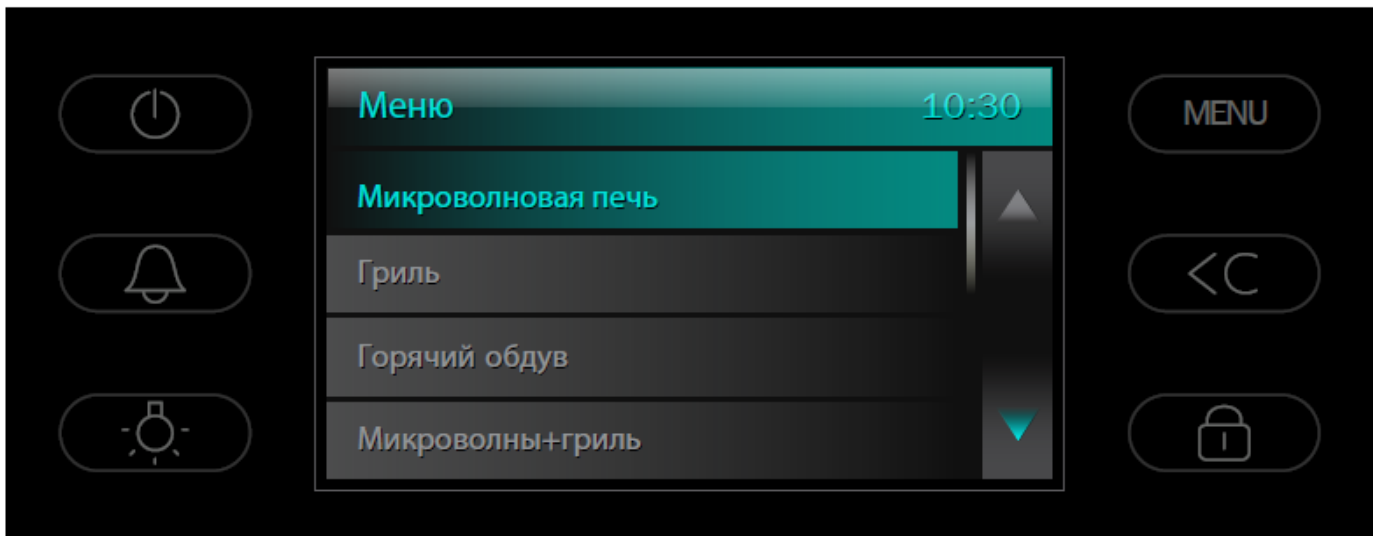 Меню 10:30
MENU
Микроволновая печь
Гриль
<C
Горячий обдув
Микроволны+гриль